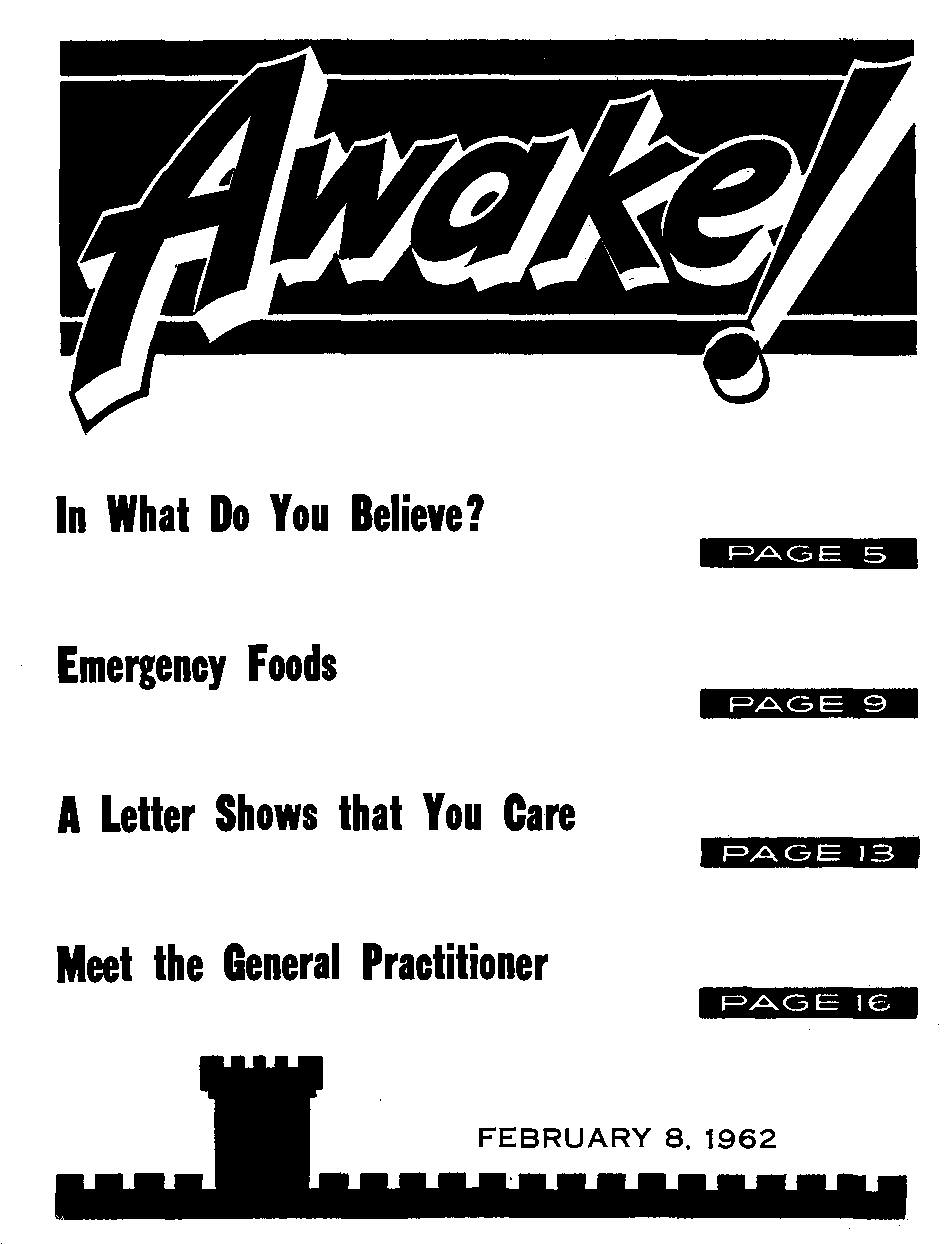 Awake!
In What Do You Believe?
PAGE 5
Emergency Foods
PAGE 9
A Letter Shows that You Care
PAGE 13
Meet the General Practitioner
PAGE 16
FEBRUARY 8, 1962